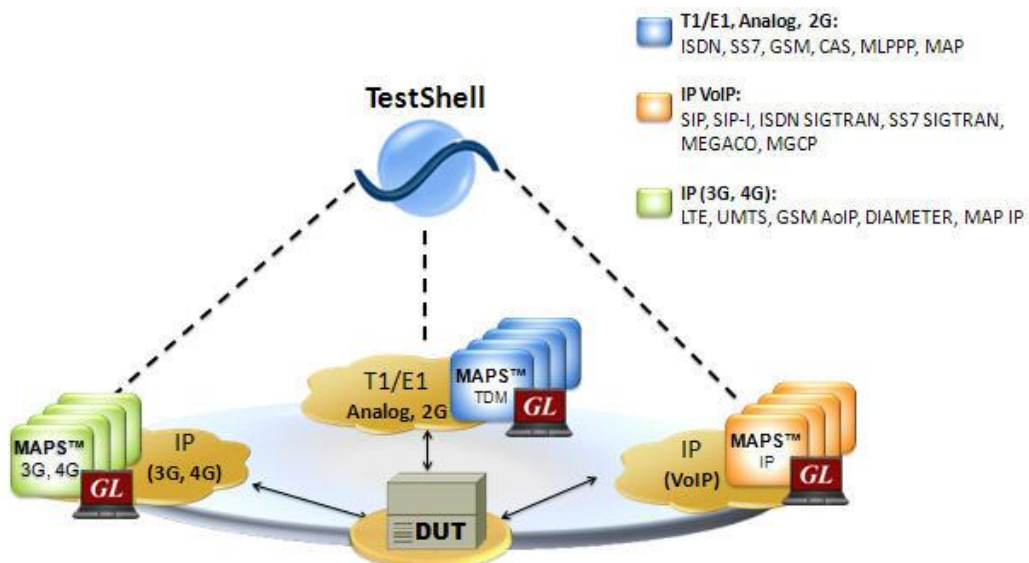 T1/E1, Analog, 2G:
ISDN, SS7, GSM, CAS, MLPPP, MAP
IP VoIP:
SIP, SIP-I, ISDN SIGTRAN, SS7 SIGTRAN,
MEGACO, MGCP
IP (3G, 4G):
LTE, UMTS, GSM AoIP, DIAMETER, MAP IP
TestShell
T1/E1
Analog, 2G
MAPS™
TDM
GL
MAPS™
3G, 4G
GL
IP
(3G, 4G)
DUT
IP
(VoIP)
MAPS™
IP
GL